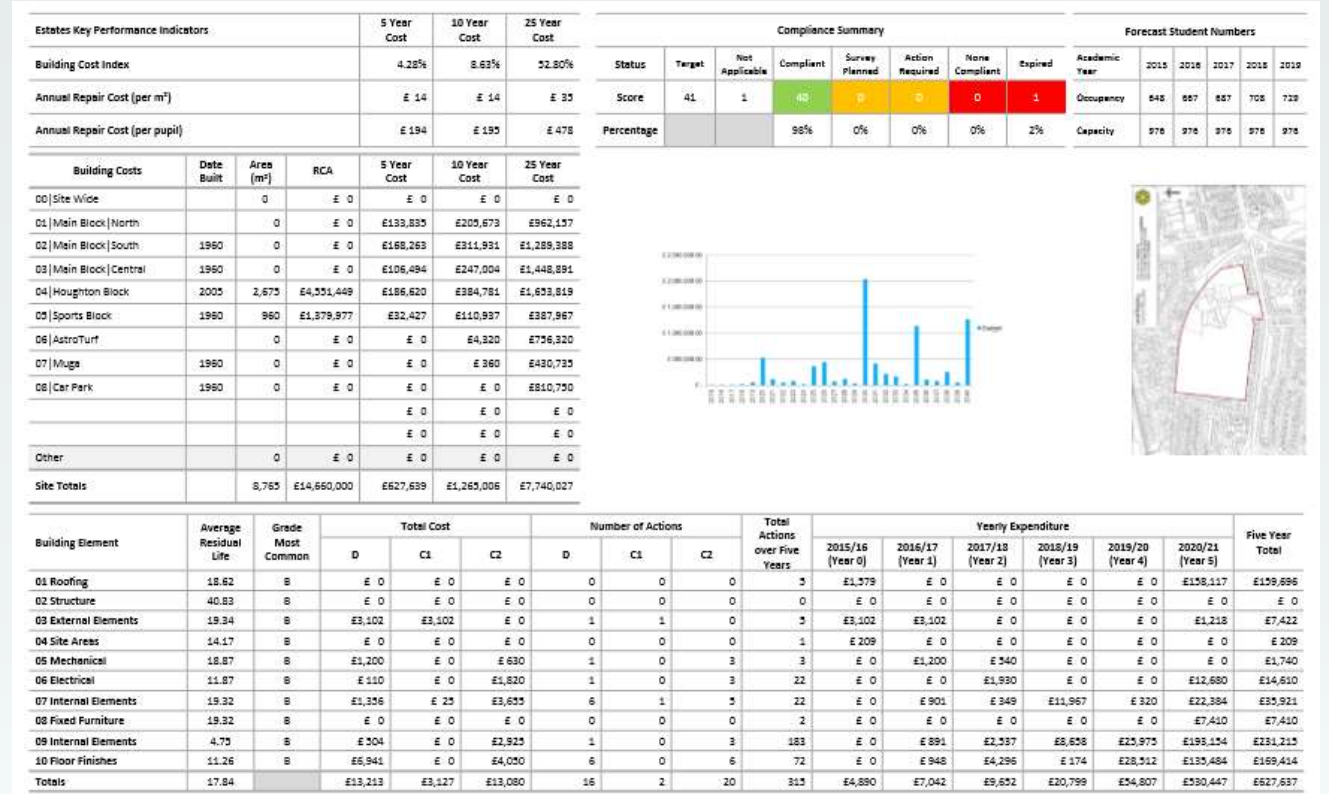 Estates Key Performance Indicators 5 Year Cost 10 Year Cost 25 Year Cost
Building Cost Index 4.28% 8.63% 52.80%
Annual Repair Cost (per m²) £ 14 £ 14 £ 35
Annual Repair Cost (per pupil) £ 194 £ 195 £ 478
Building Costs Date Built Area (m²) RCA 5 Year Cost 10 Year Cost 25 Year Cost
00|Site Wide 0 £ 0 £ 0 £ 0 £ 0
01|Main Block|North 0 £ 0 £133,835 £205,673 £962,157
02|Main Block|South 1960 0 £ 0 £168,263 £311,931 £1,289,388
03|Main Block|Central 1960 0 £ 0 £106,494 £247,004 £1,448,891
04|Houghton Block 2005 2,675 £4,551,449 £186,620 £384,781 £1,653,819
05|Sports Block 1960 960 £1,379,977 £32,427 £110,937 £387,967
06|AstroTurf 0 £ 0 £ 0 £4,320 £756,320
07|Muga 1960 0 £ 0 £ 0 £ 360 £430,735
08|Car Park 1960 0 £ 0 £ 0 £ 0 £810,750
£ 0 £ 0 £ 0
£ 0 £ 0 £ 0
Other 0 £ 0 £ 0 £ 0 £ 0
Site Totals 8,765 £14,660,000 £627,639 £1,265,006 £7,740,027
Compliance Summary
Status Target Not Applicable Compliant Survey Planned Action Required None Compliant Expired
Score 41 1 40 0 0 0 1
Percentage 98% 0% 0% 0% 2%
Forecast Student Numbers
Academic Year 2015 2016 2017 2018 2019
Occupancy 648 667 687 708 729
Capacity 976 976 976 976 976
Budget
Building Element Average Residual Life Grade Most Common Total Cost Number of Actions Total Actions over Five Years Yearly Expenditure Five Year Total
D C1 C2 D C1 C2 2015/16 (Year 0) 2016/17 (Year 1) 2017/18 (Year 2) 2018/19 (Year 3) 2019/20 (Year 4) 2020/21 (Year 5)
01 Roofing 18.62 B £ 0 £ 0 £ 0 0 0 0 5 £1,579 £ 0 £ 0 £ 0 £ 0 £158,117 £159,696
02 Structure 40.83 B £ 0 £ 0 £ 0 0 0 0 0 £ 0 £ 0 £ 0 £ 0 £ 0 £ 0 £ 0
03 External Elements 19.34 B £3,102 £3,102 £ 0 1 1 0 5 £3,102 £3,102 £ 0 £ 0 £ 0 £1,218 £7,422
04 Site Areas 14.17 B £ 0 £ 0 £ 0 0 0 0 1 £ 209 £ 0 £ 0 £ 0 £ 0 £ 0 £ 209
05 Mechanical 18.87 B £1,200 £ 0 £ 630 1 0 3 3 £ 0 £1,200 £ 540 £ 0 £ 0 £ 0 £1,740
06 Electrical 11.87 B £ 110 £ 0 £1,820 1 0 3 22 £ 0 £ 0 £1,930 £ 0 £ 0 £12,680 £14,610
07 Internal Elements 19.32 B £1,356 £ 25 £3,655 6 1 5 22 £ 0 £ 901 £ 349 £11,967 £ 320 £22,384 £35,921
08 Fixed Furniture 19.32 B £ 0 £ 0 £ 0 0 0 0 2 £ 0 £ 0 £ 0 £ 0 £ 0 £7,410 £7,410
09 Internal Elements 4.75 B £ 504 £ 0 £2,925 1 0 3 183 £ 0 £ 891 £2,537 £8,658 £25,975 £193,154 £231,215
10 Floor Finishes 11.26 B £6,941 £ 0 £4,050 6 0 6 72 £ 0 £ 948 £4,296 £ 174 £28,512 £135,484 £169,414
Totals 17.84 £13,213 £3,127 £13,080 16 2 20 315 £4,890 £7,042 £9,652 £20,799 £54,807 £530,447 £627,637